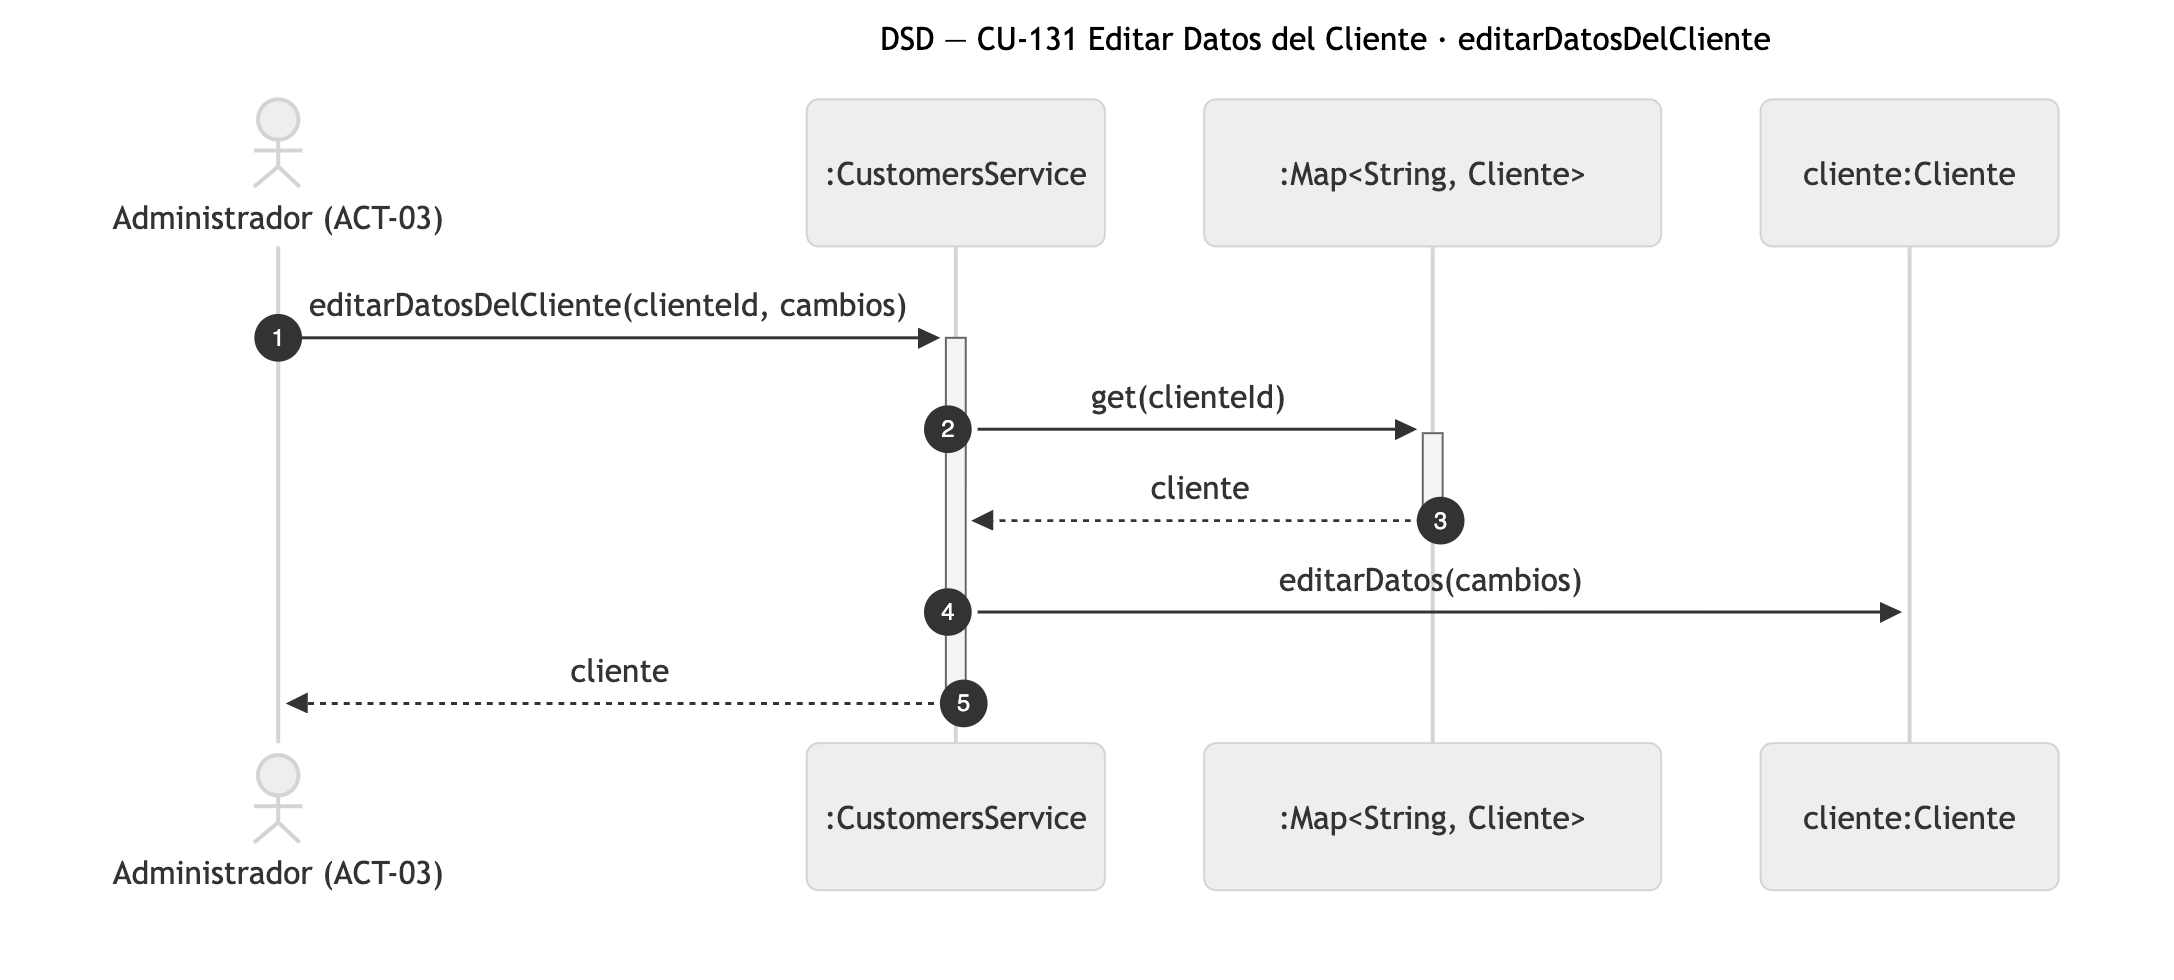 DSD — CU-131 Editar Datos del Cliente · editarDatosDelCliente
Administrador (ACT-03)
:CustomersService
:Map<String, Cliente>
cliente:Cliente
editarDatosDelCliente(clienteId, cambios)
1
get(clienteId)
2
cliente
3
editarDatos(cambios)
4
cliente
5
Administrador (ACT-03)
:CustomersService
:Map<String, Cliente>
cliente:Cliente